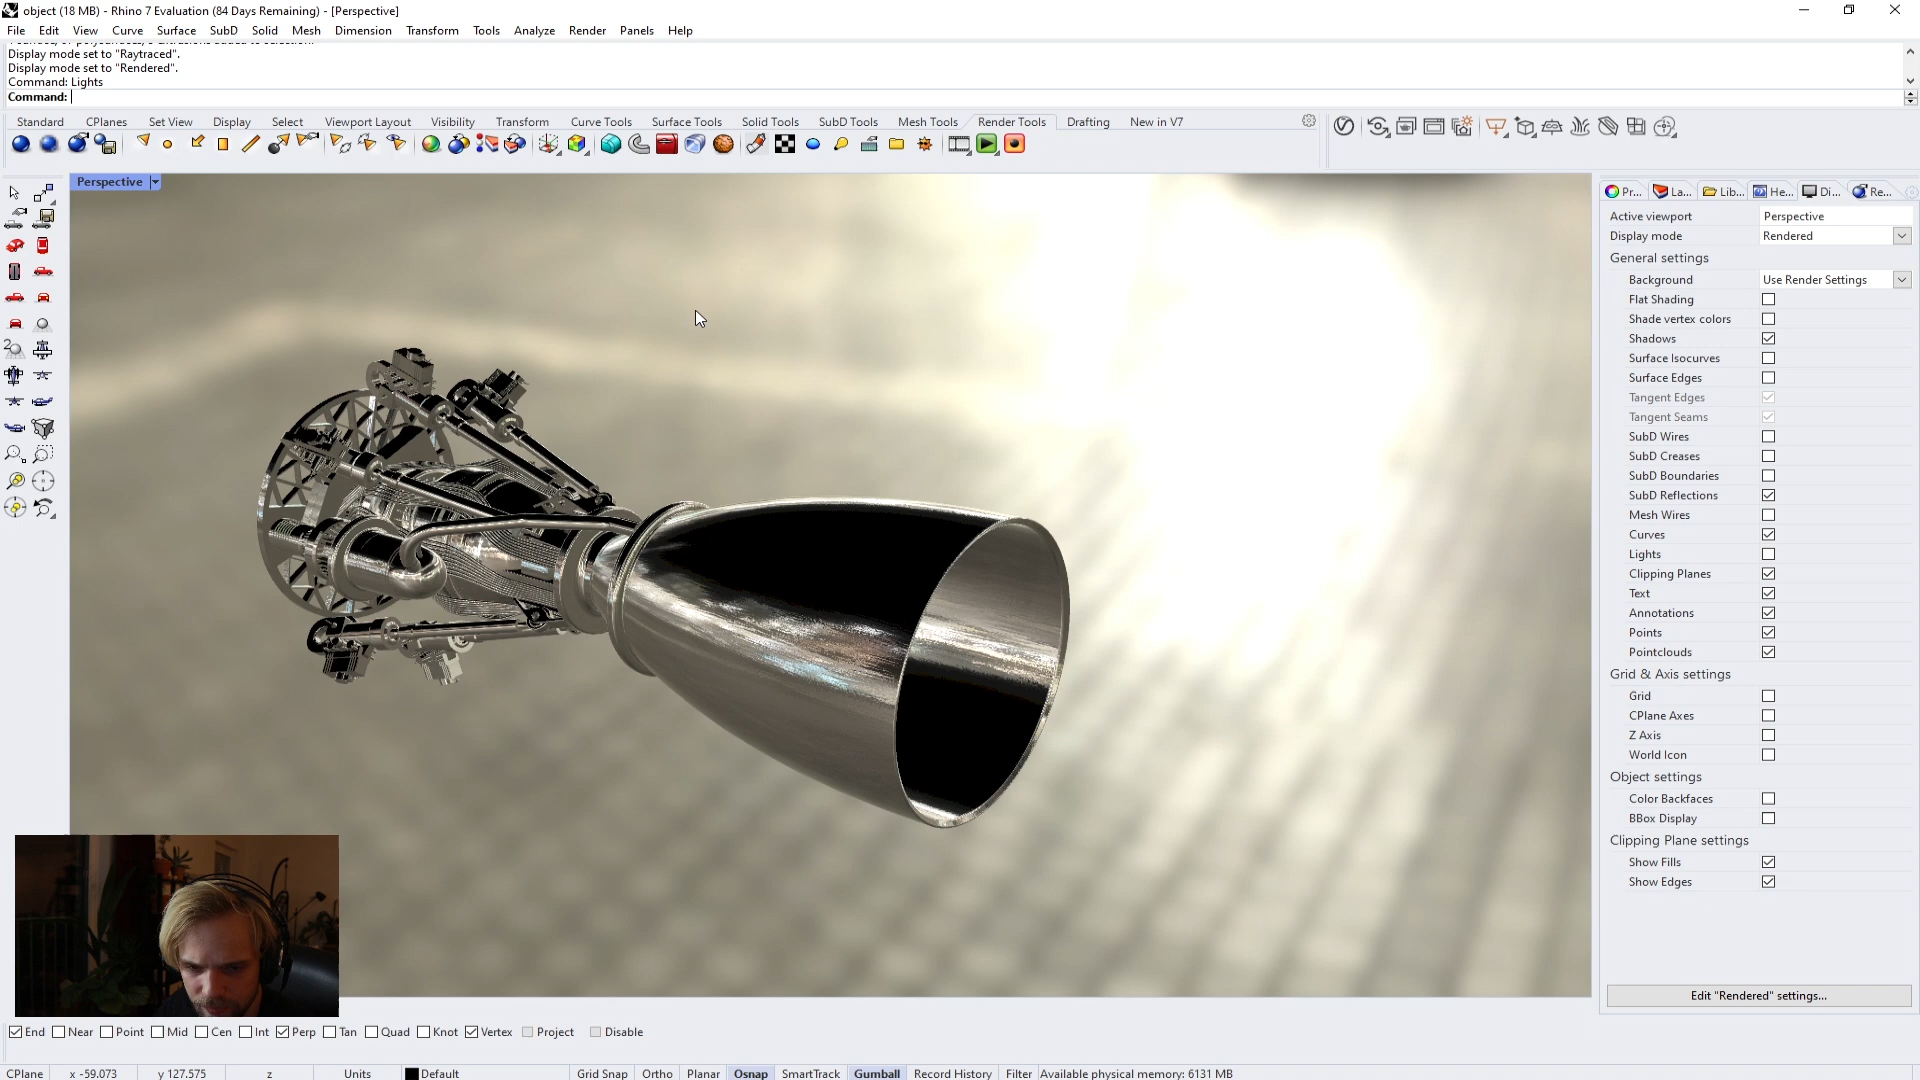 object (18 MB) - Rhino 7 Evaluation (84 Days Remaining) - [Perspective]
File Edit View Curve Surface SubD Solid Mesh Dimension Transform Tools Analyze Render Panels Help
Display mode set to "Raytraced".
Display mode set to "Rendered".
Command: Lights
Command:
Standard CPlanes Set View Display Select Viewport Layout Visibility Transform Curve Tools Surface Tools Solid Tools SubD Tools Mesh Tools Render Tools Drafting New in V7
Perspective
Pr... La... Lib... He... Di... Re...
Active viewport Perspective
Display mode Rendered
General settings
Background Use Render Settings
Flat Shading
Shade vertex colors
Shadows
Surface Isocurves
Surface Edges
Tangent Edges
Tangent Seams
SubD Wires
SubD Creases
SubD Boundaries
SubD Reflections
Mesh Wires
Curves
Lights
Clipping Planes
Text
Annotations
Points
Pointclouds
Grid & Axis settings
Grid
CPlane Axes
Z Axis
World Icon
Object settings
Color Backfaces
BBox Display
Clipping Plane settings
Show Fills
Show Edges
Edit "Rendered" settings...
End Near Point Mid Cen Int Perp Tan Quad Knot Vertex Project Disable
CPlane x -59.073 y 127.575 z Units Default Grid Snap Ortho Planar Osnap SmartTrack Gumball Record History Filter Available physical memory: 6131 MB